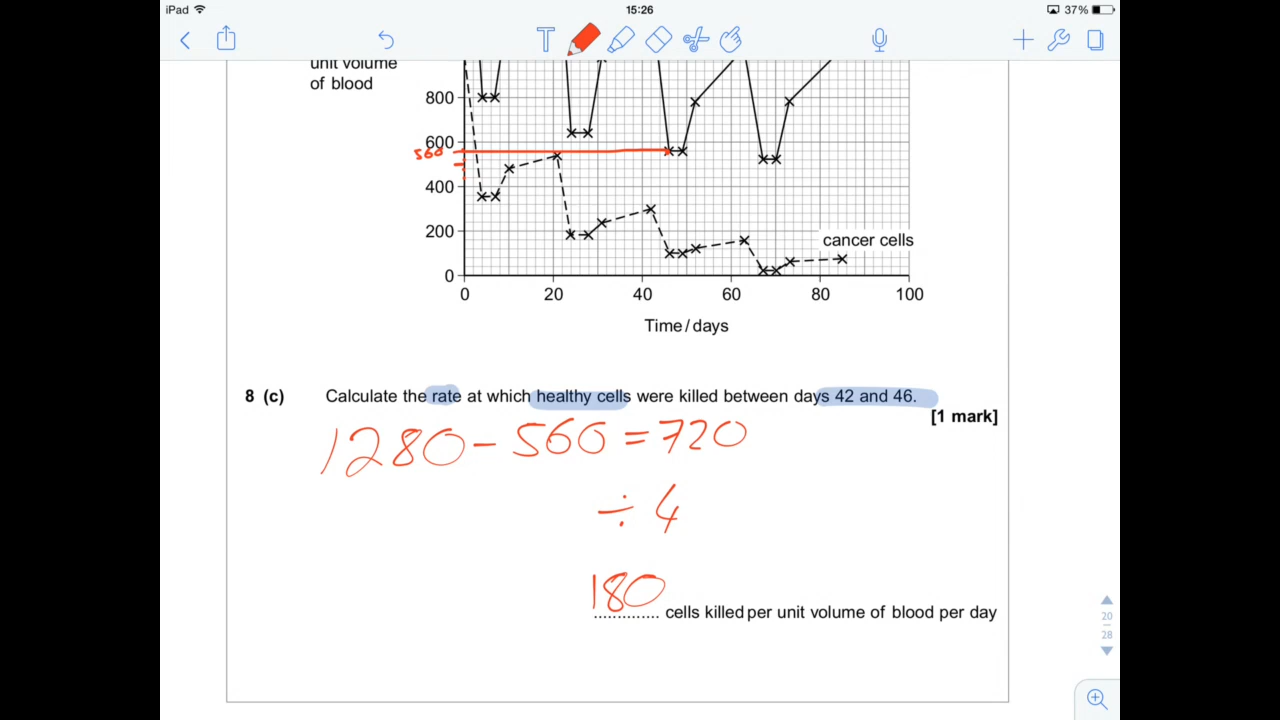 iPad 15:26 37%
T
unit volume
of blood
800
600
560
400
200
0
cancer cells
0 20 40 60 80 100
Time / days
8 (c) Calculate the rate at which healthy cells were killed between days 42 and 46.
[1 mark]
1280 - 560 = 720
÷ 4
180
.............. cells killed per unit volume of blood per day
20
28